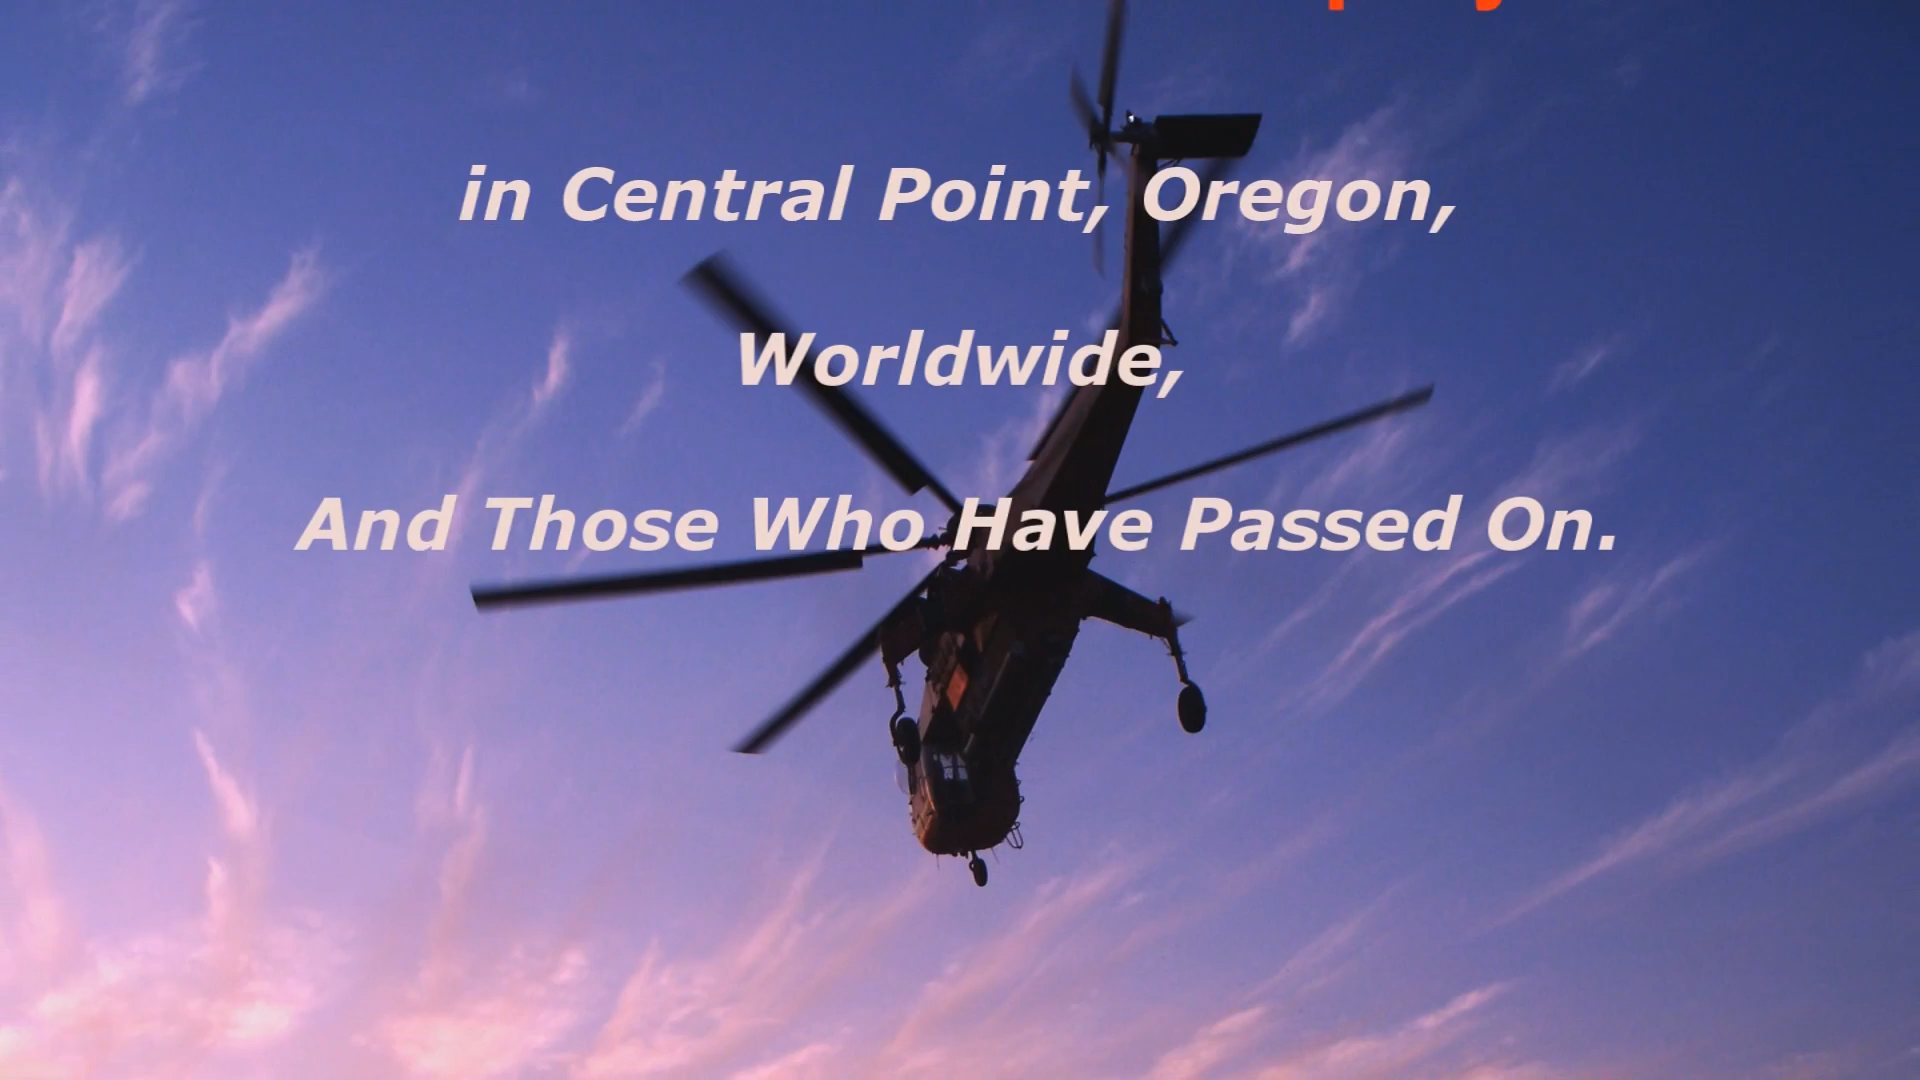 in Central Point, Oregon,
Worldwide,
And Those Who Have Passed On.